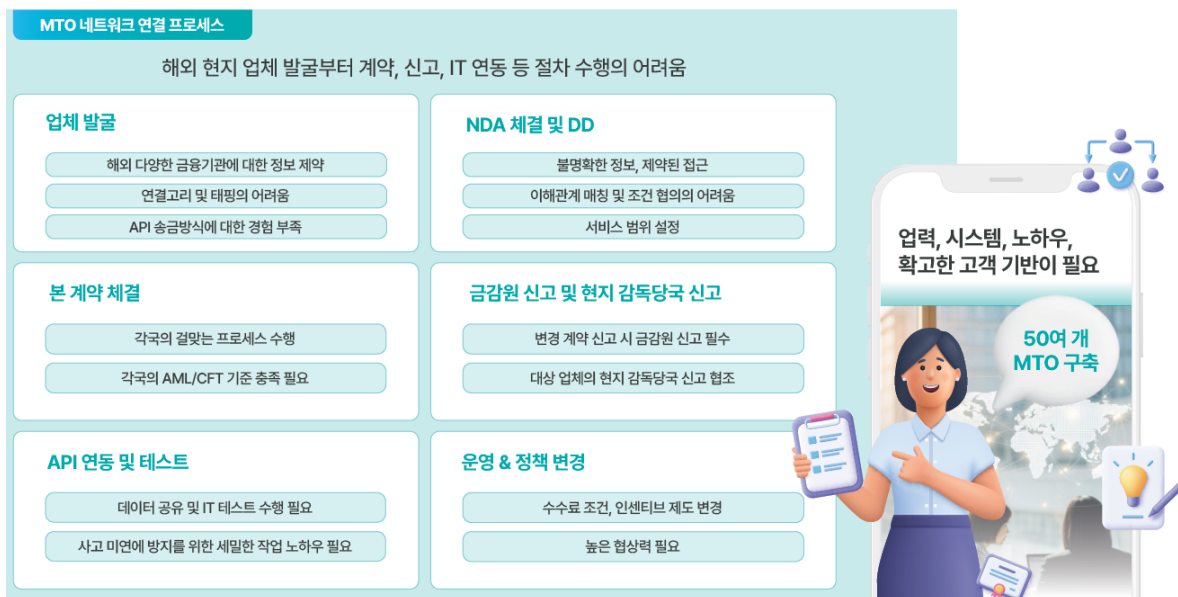 MTO 네트워크 연결 프로세스
해외 현지 업체 발굴부터 계약, 신고, IT 연동 등 절차 수행의 어려움
업체 발굴
해외 다양한 금융기관에 대한 정보 제약
연결고리 및 태핑의 어려움
API 송금방식에 대한 경험 부족
NDA 체결 및 DD
불명확한 정보, 제약된 접근
이해관계 매칭 및 조건 협의의 어려움
서비스 범위 설정
본 계약 체결
각국의 걸맞는 프로세스 수행
각국의 AML/CFT 기준 충족 필요
금감원 신고 및 현지 감독당국 신고
변경 계약 신고 시 금감원 신고 필수
대상 업체의 현지 감독당국 신고 협조
API 연동 및 테스트
데이터 공유 및 IT 테스트 수행 필요
사고 미연에 방지를 위한 세밀한 작업 노하우 필요
운영 & 정책 변경
수수료 조건, 인센티브 제도 변경
높은 협상력 필요
업력, 시스템, 노하우,
확고한 고객 기반이 필요
50여 개
MTO 구축